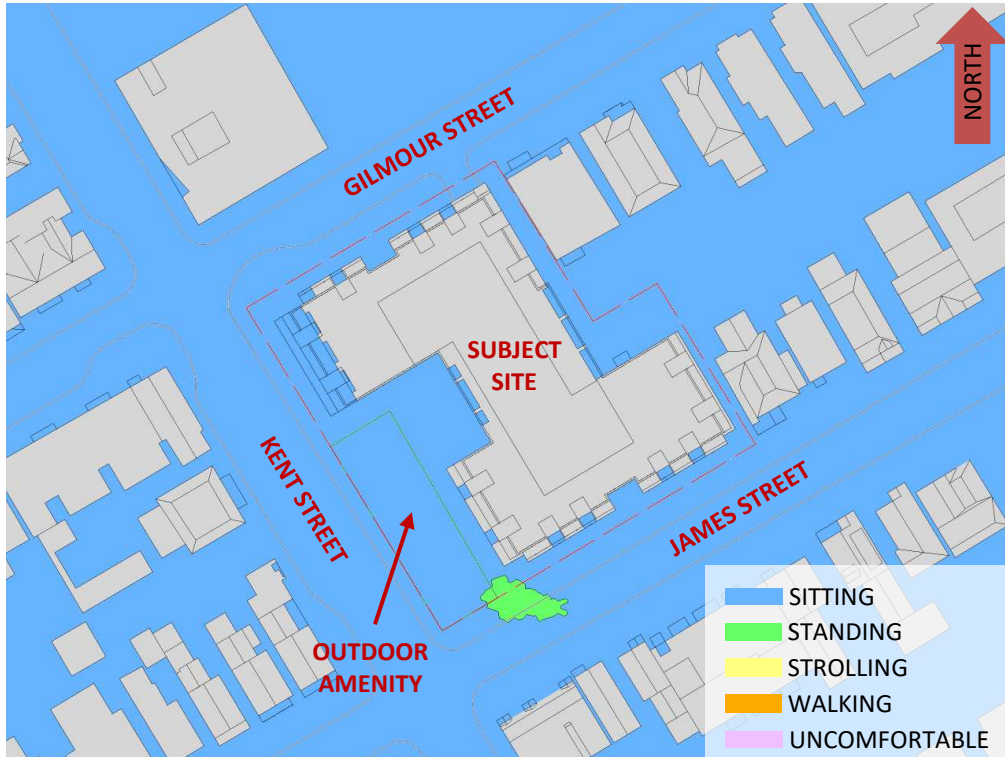 NORTH
GILMOUR STREET
SUBJECT
SITE
KENT STREET
JAMES STREET
OUTDOOR
AMENITY
SITTING
STANDING
STROLLING
WALKING
UNCOMFORTABLE